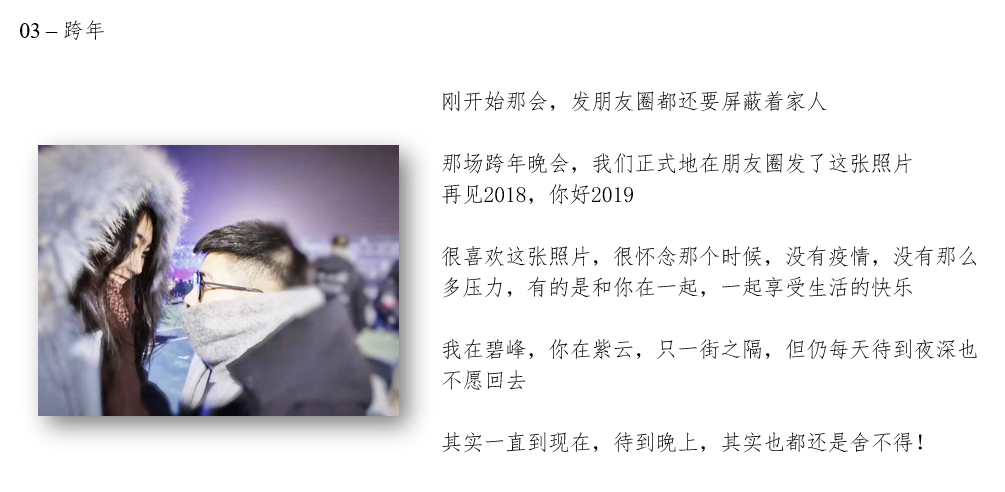 03 – 跨年
刚开始那会，发朋友圈都还要屏蔽着家人
那场跨年晚会，我们正式地在朋友圈发了这张照片
再见2018，你好2019
很喜欢这张照片，很怀念那个时候，没有疫情，没有那么
多压力，有的是和你在一起，一起享受生活的快乐
我在碧峰，你在紫云，只一街之隔，但仍每天待到夜深也
不愿回去
其实一直到现在，待到晚上，其实也都还是舍不得！